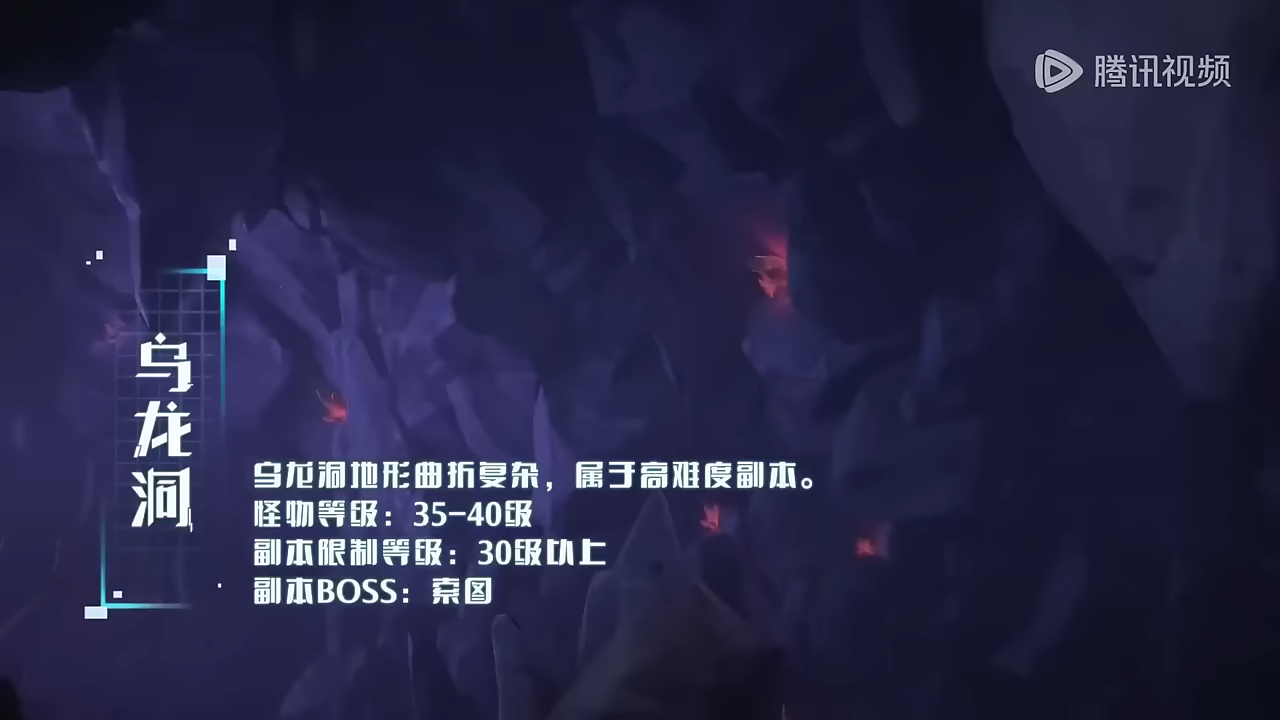 腾讯视频
乌龙洞
乌龙洞地形曲折复杂，属于高难度副本。
怪物等级：35-40级
副本限制等级：30级以上
副本BOSS：索图